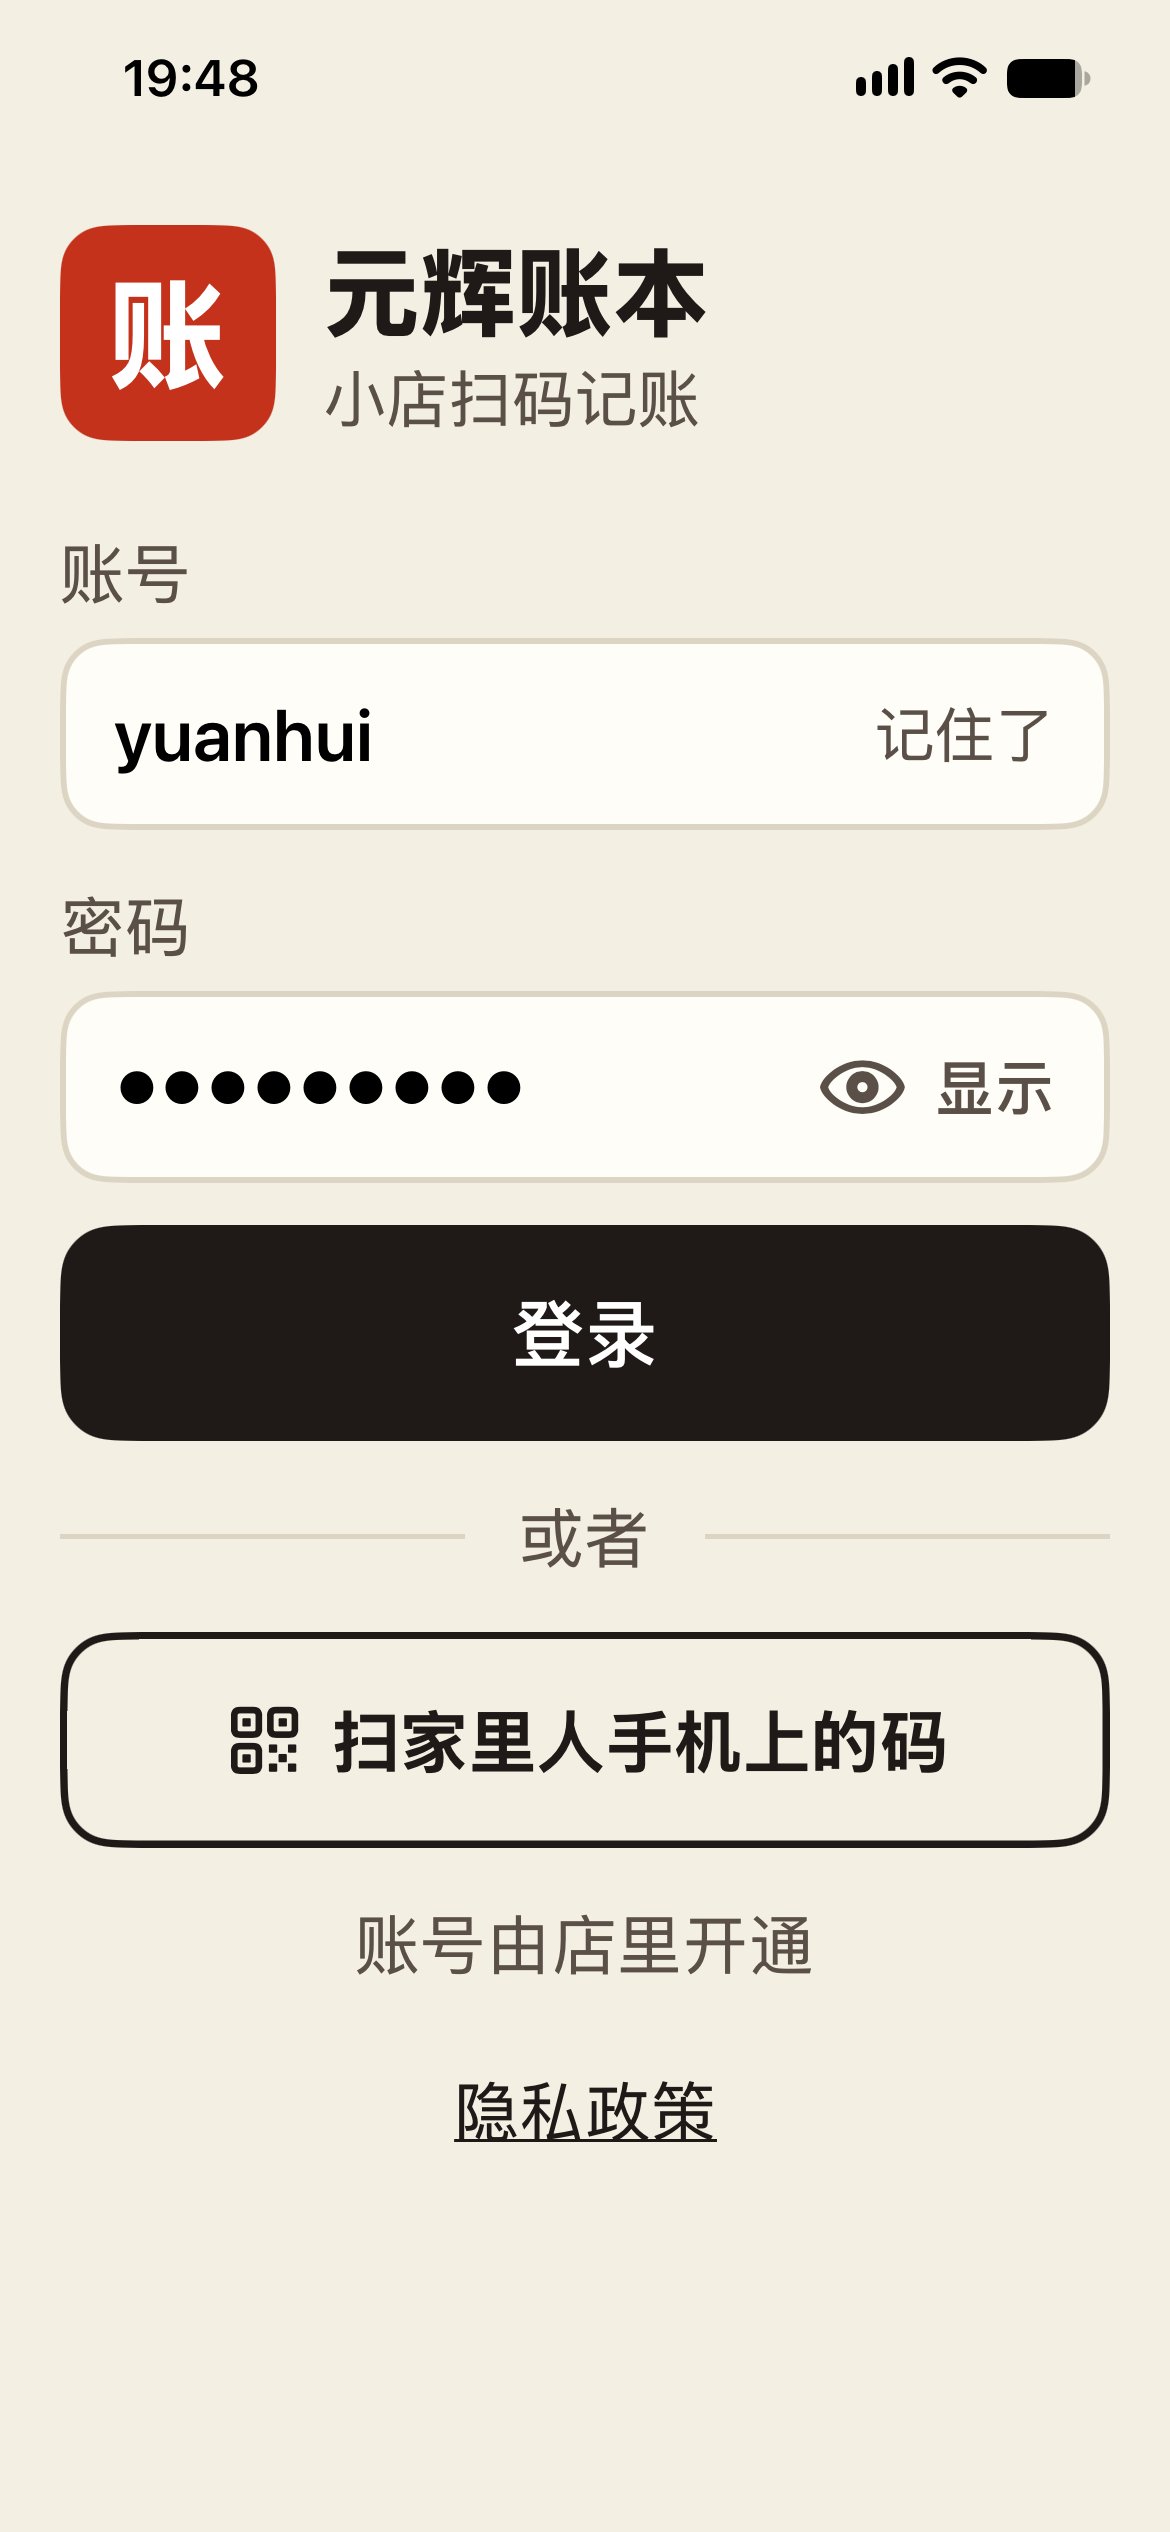 19:48
账
元辉账本
小店扫码记账
账号
yuanhui 记住了
密码
●●●●●●●●● 显示
登录
或者
扫家里人手机上的码
账号由店里开通
隐私政策